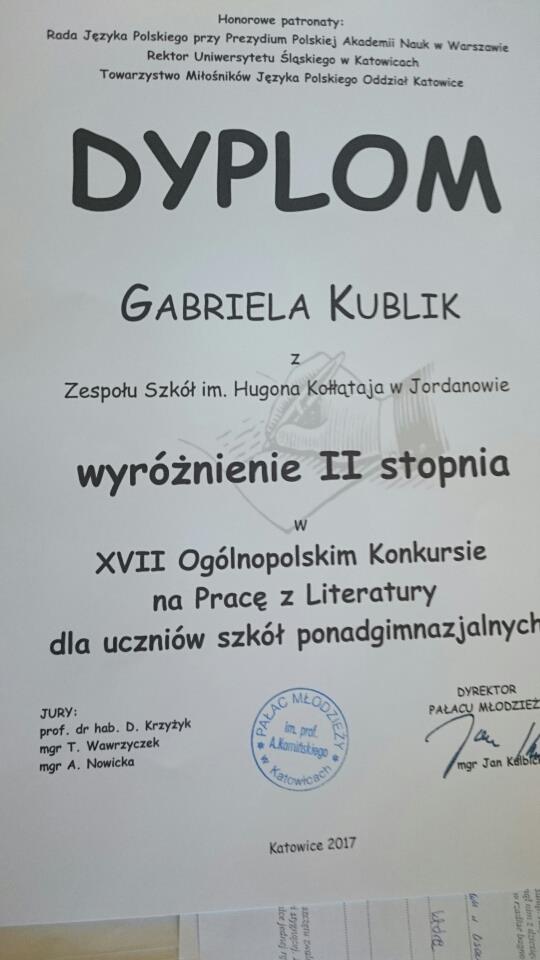 Honorowe patronaty:
Rada Języka Polskiego przy Prezydium Polskiej Akademii Nauk w Warszawie
Rektor Uniwersytetu Śląskiego w Katowicach
Towarzystwo Miłośników Języka Polskiego Oddział Katowice
DYPLOM
GABRIELA KUBLIK
z
Zespołu Szkół im. Hugona Kołłątaja w Jordanowie
wyróżnienie II stopnia
w
XVII Ogólnopolskim Konkursie
na Pracę z Literatury
dla uczniów szkół ponadgimnazjalnych
JURY:
prof. dr hab. D. Krzyżyk
mgr T. Wawrzyczek
mgr A. Nowicka
PAŁAC MŁODZIEŻY
im. prof.
A. Kamińskiego
w Katowicach
DYREKTOR
PAŁACU MŁODZIEŻ
mgr Jan
Katowice 2017